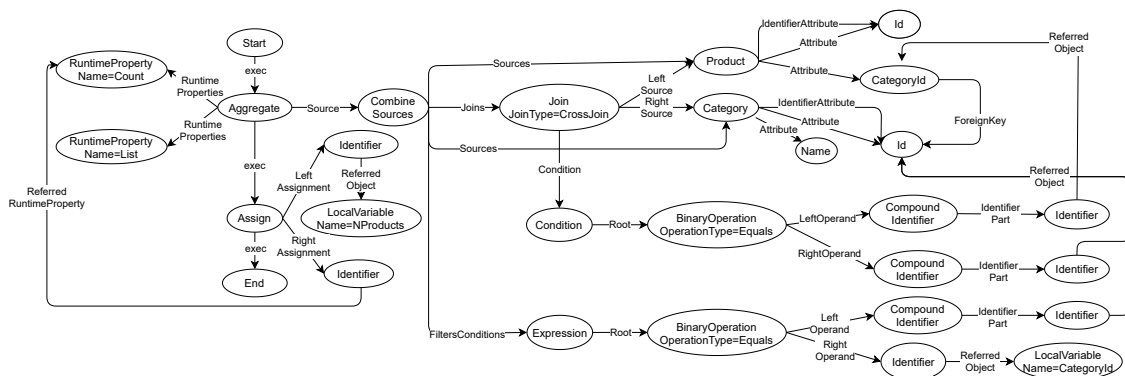 Start
exec
RuntimeProperty
Name=Count
Runtime
Properties
Aggregate
Source
Combine
Sources
Runtime
Properties
RuntimeProperty
Name=List
exec
Referred
RuntimeProperty
Assign
exec
End
Left
Assignment
Identifier
Referred
Object
LocalVariable
Name=NProducts
Right
Assignment
Identifier
Sources
Joins
Sources
FiltersConditions
Join
JoinType=CrossJoin
Left
Source
Right
Source
Product
IdentifierAttribute
Attribute
Id
Attribute
CategoryId
Referred
Object
ForeignKey
Category
IdentifierAttribute
Attribute
Attribute
Name
Id
Referred
Object
Condition
Condition
Root
BinaryOperation
OperationType=Equals
LeftOperand
Compound
Identifier
Identifier
Part
Identifier
RightOperand
Compound
Identifier
Identifier
Part
Identifier
Expression
Root
BinaryOperation
OperationType=Equals
Left
Operand
Compound
Identifier
Identifier
Part
Identifier
Right
Operand
Identifier
Referred
Object
LocalVariable
Name=CategoryId